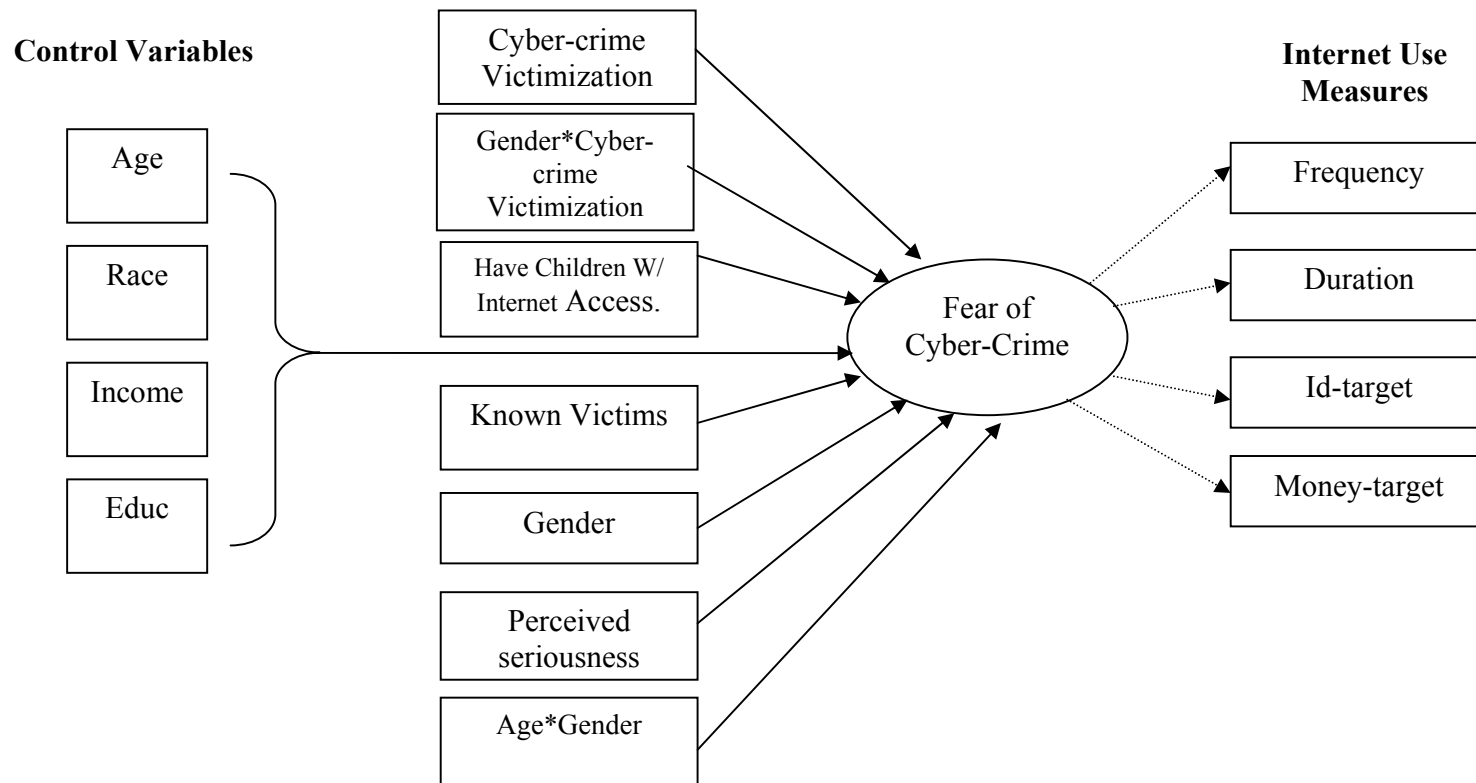 Control Variables
Age
Race
Income
Educ
Cyber-crime
Victimization
Gender*Cyber-
crime
Victimization
Have Children W/
Internet Access.
Known Victims
Gender
Perceived
seriousness
Age*Gender
Fear of
Cyber-Crime
Internet Use
Measures
Frequency
Duration
Id-target
Money-target